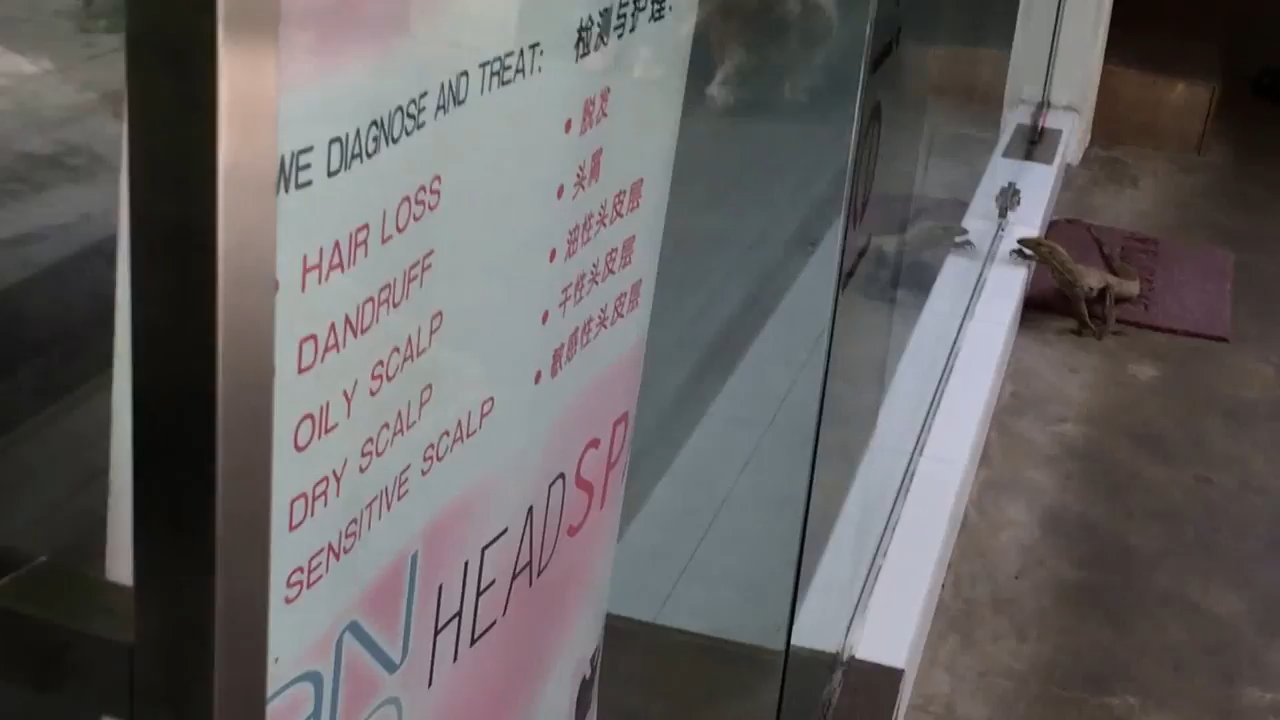 WE DIAGNOSE AND TREAT: 检测与护理:
HAIR LOSS
DANDRUFF
OILY SCALP
DRY SCALP
SENSITIVE SCALP
• 脱发
• 头屑
• 油性头皮层
• 干性头皮层
• 敏感性头皮层
HEAD